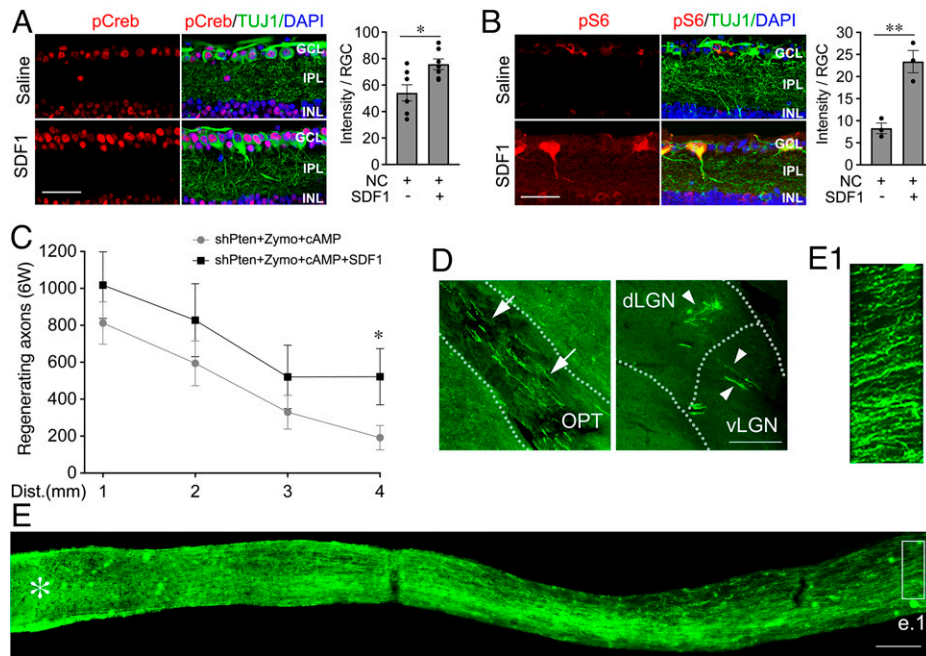 A
pCreb
pCreb/TUJ1/DAPI
Saline
SDF1
GCL
IPL
INL
GCL
IPL
INL
Intensity / RGC
100
80
60
40
20
0
*
NC + +
SDF1 - +
B
pS6
pS6/TUJ1/DAPI
Saline
SDF1
GCL
IPL
INL
GCL
IPL
INL
Intensity / RGC
30
25
20
15
10
5
0
**
NC + +
SDF1 - +
C
shPten+Zymo+cAMP
shPten+Zymo+cAMP+SDF1
Regenerating axons (6W)
1200
1000
800
600
400
200
0
*
Dist.(mm) 1 2 3 4
D
OPT
dLGN
vLGN
E1
E
*
e.1